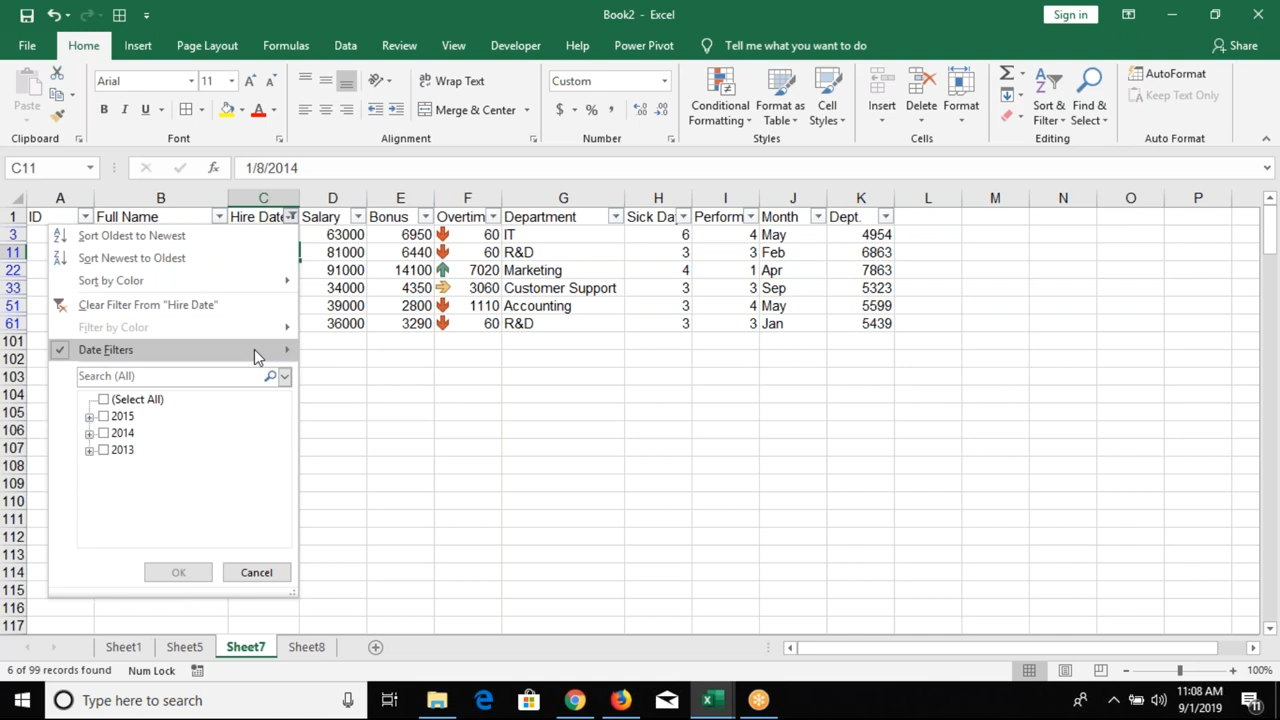 Book2 - Excel
Sign in
File Home Insert Page Layout Formulas Data Review View Developer Help Power Pivot Tell me what you want to do Share
Paste
Arial 11
B I U
Wrap Text
Merge & Center
Custom
$ % ,
Conditional Formatting
Format as Table
Cell Styles
Insert Delete Format
Sort & Filter
Find & Select
AutoFormat
Keep Text Only
Clipboard Font Alignment Number Styles Cells Editing Auto Format
C11 fx 1/8/2014
A B C D E F G H I J K L M N O P
1 ID Full Name Hire Date Salary Bonus Overtim Department Sick Da Perform Month Dept.
3 63000 6950 60 IT 6 4 May 4954
11 81000 6440 60 R&D 3 3 Feb 6863
22 91000 14100 7020 Marketing 4 1 Apr 7863
33 34000 4350 3060 Customer Support 3 3 Sep 5323
51 39000 2800 1110 Accounting 3 4 May 5599
61 36000 3290 60 R&D 3 3 Jan 5439
101
102
103
104
105
106
107
108
109
110
111
112
113
114
115
116
117
Sort Oldest to Newest
Sort Newest to Oldest
Sort by Color
Clear Filter From "Hire Date"
Filter by Color
Date Filters
Search (All)
(Select All)
2015
2014
2013
OK Cancel
Sheet1 Sheet5 Sheet7 Sheet8
6 of 99 records found Num Lock 100%
Type here to search
11:08 AM
9/1/2019
11